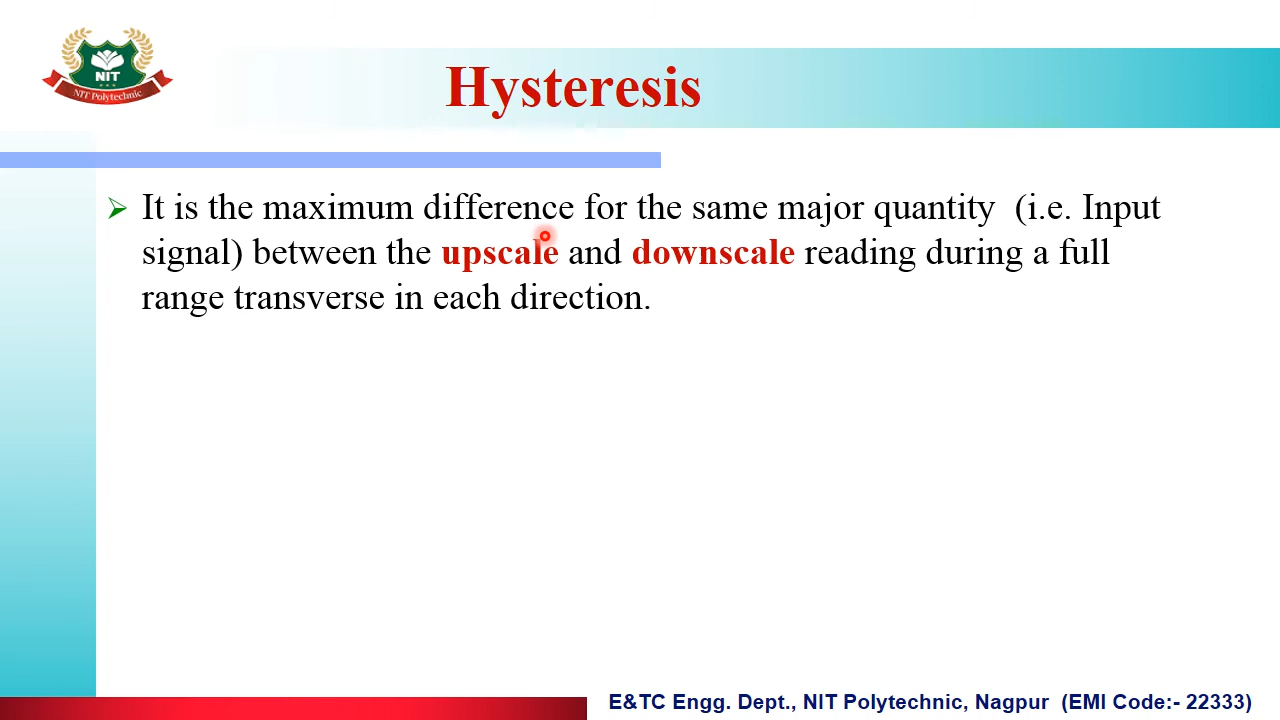 NIT
NIT Polytechnic
Hysteresis
It is the maximum difference for the same major quantity (i.e. Input
signal) between the upscale and downscale reading during a full
range transverse in each direction.
E&TC Engg. Dept., NIT Polytechnic, Nagpur (EMI Code:- 22333)